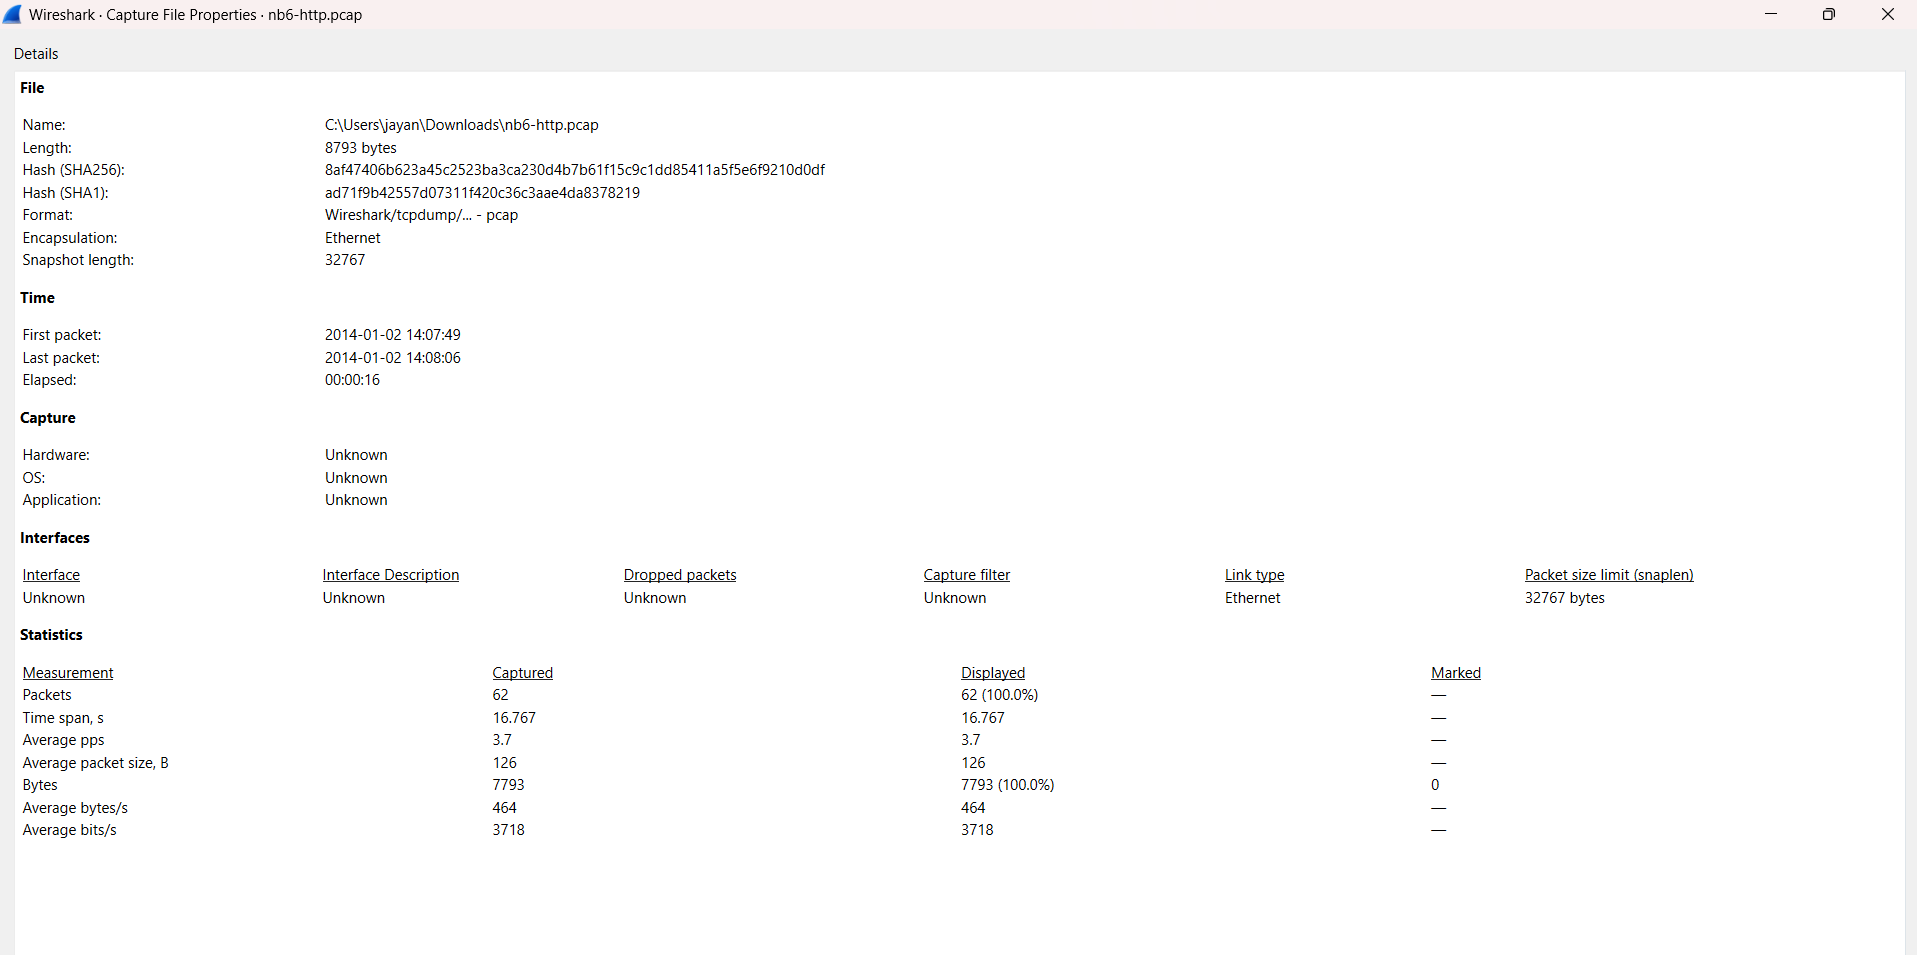 Wireshark · Capture File Properties · nb6-http.pcap
Details
File
Name: C:\Users\jayan\Downloads\nb6-http.pcap
Length: 8793 bytes
Hash (SHA256): 8af47406b623a45c2523ba3ca230d4b7b61f15c9c1dd85411a5f5e6f9210d0df
Hash (SHA1): ad71f9b42557d07311f420c36c3aae4da8378219
Format: Wireshark/tcpdump/... - pcap
Encapsulation: Ethernet
Snapshot length: 32767
Time
First packet: 2014-01-02 14:07:49
Last packet: 2014-01-02 14:08:06
Elapsed: 00:00:16
Capture
Hardware: Unknown
OS: Unknown
Application: Unknown
Interfaces
Interface Interface Description Dropped packets Capture filter Link type Packet size limit (snaplen)
Unknown Unknown Unknown Unknown Ethernet 32767 bytes
Statistics
Measurement Captured Displayed Marked
Packets 62 62 (100.0%) —
Time span, s 16.767 16.767 —
Average pps 3.7 3.7 —
Average packet size, B 126 126 —
Bytes 7793 7793 (100.0%) 0
Average bytes/s 464 464 —
Average bits/s 3718 3718 —